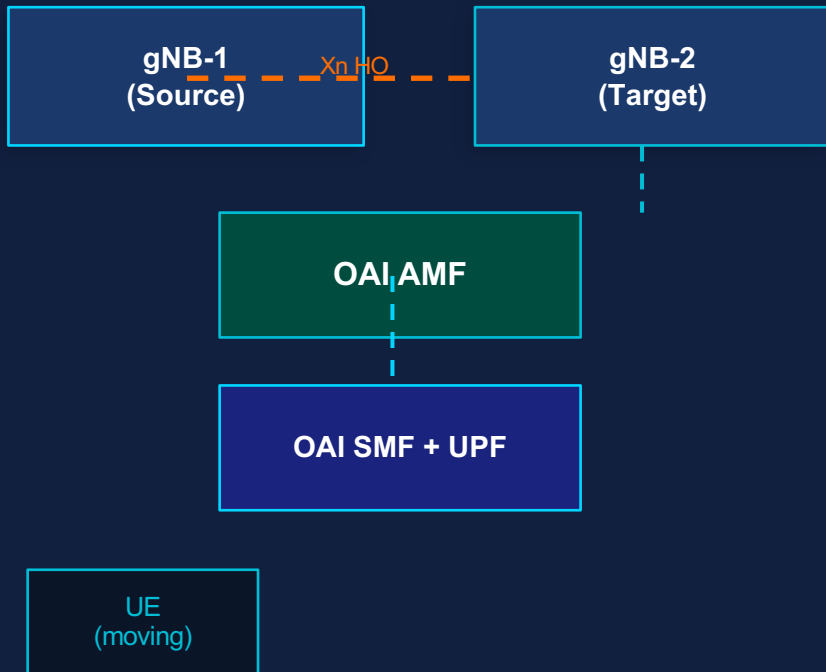 gNB-1
(Source)
Xn HO
gNB-2
(Target)
OAI AMF
OAI SMF + UPF
UE
(moving)